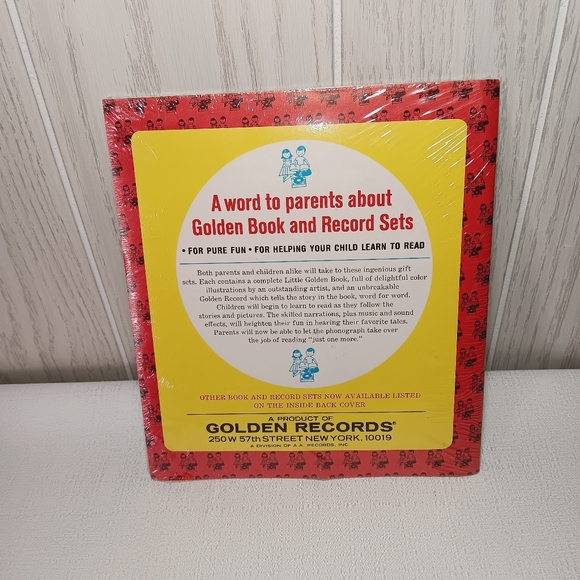 A word to parents about
Golden Book and Record Sets
• FOR PURE FUN • FOR HELPING YOUR CHILD LEARN TO READ
Both parents and children alike will take to these ingenious gift
sets. Each contains a complete Little Golden Book, full of delightful color
illustrations by an outstanding artist, and an unbreakable
Golden Record which tells the story in the book, word for word.
Children will begin to learn to read as they follow the
stories and pictures. The skilled narrations, plus music and sound
effects, will heighten their fun in hearing their favorite tales.
Parents will now be able to let the phonograph take over
the job of reading "just one more."
OTHER BOOK AND RECORD SETS NOW AVAILABLE LISTED
ON THE INSIDE BACK COVER
A PRODUCT OF
GOLDEN RECORDS®
250 W 57th STREET NEW YORK, 10019
A DIVISION OF A.A. RECORDS, INC.